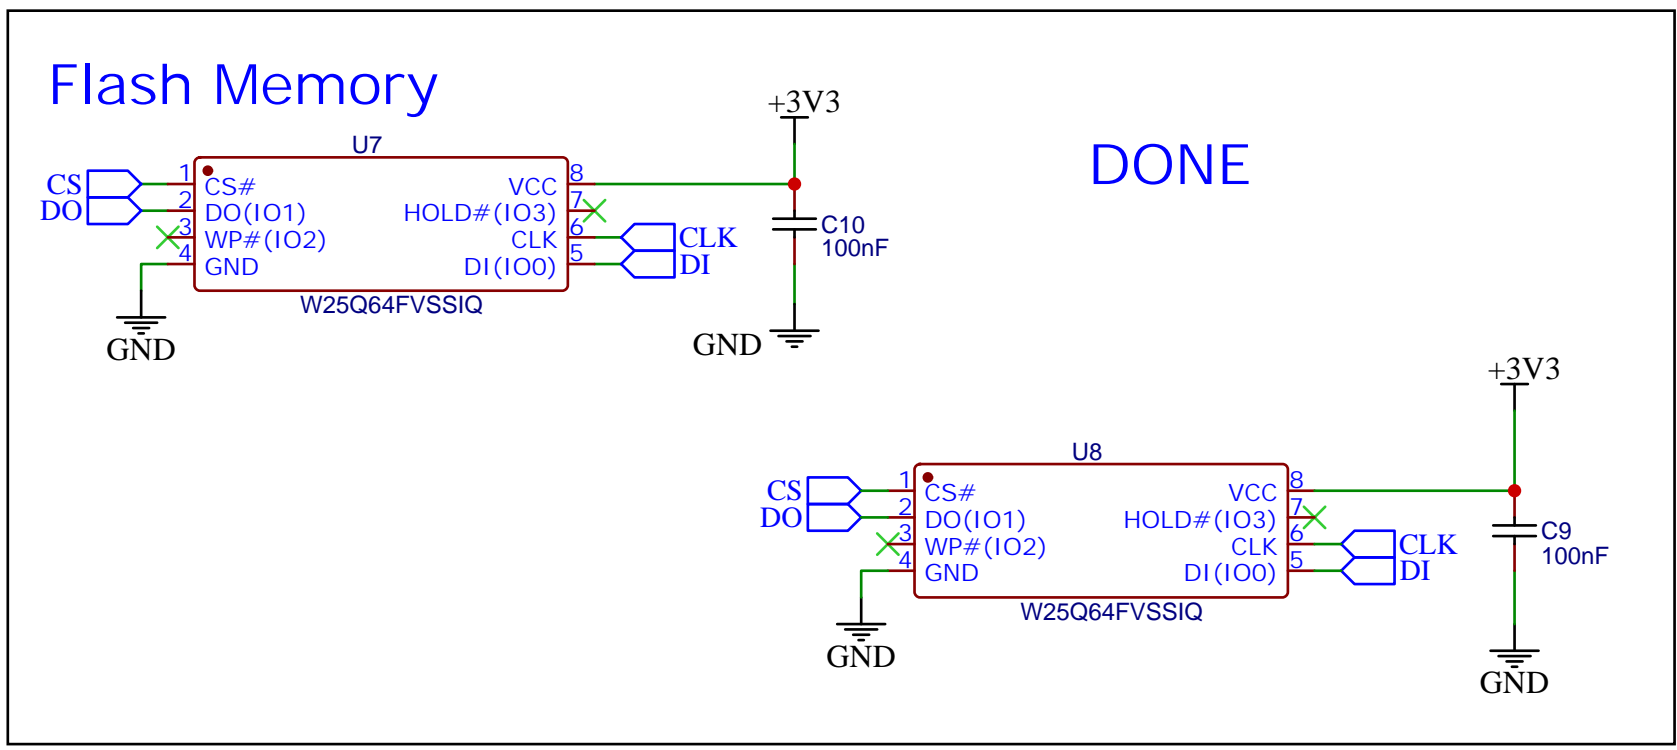 Flash Memory
DONE
+3V3
U7
CS
DO
1
2
3
4
CS#
DO(IO1)
WP#(IO2)
GND
VCC
HOLD#(IO3)
CLK
DI(IO0)
8
7
6
5
CLK
DI
W25Q64FVSSIQ
GND
C10
100nF
GND
+3V3
U8
CS
DO
1
2
3
4
CS#
DO(IO1)
WP#(IO2)
GND
VCC
HOLD#(IO3)
CLK
DI(IO0)
8
7
6
5
CLK
DI
W25Q64FVSSIQ
GND
C9
100nF
GND